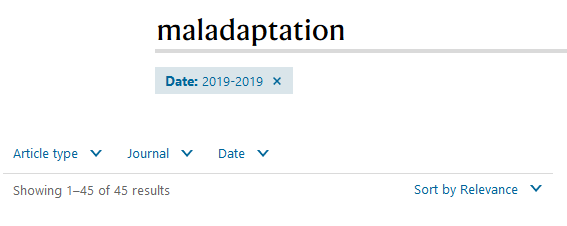 maladaptation
Date: 2019-2019 ×
Article type Journal Date
Showing 1–45 of 45 results
Sort by Relevance